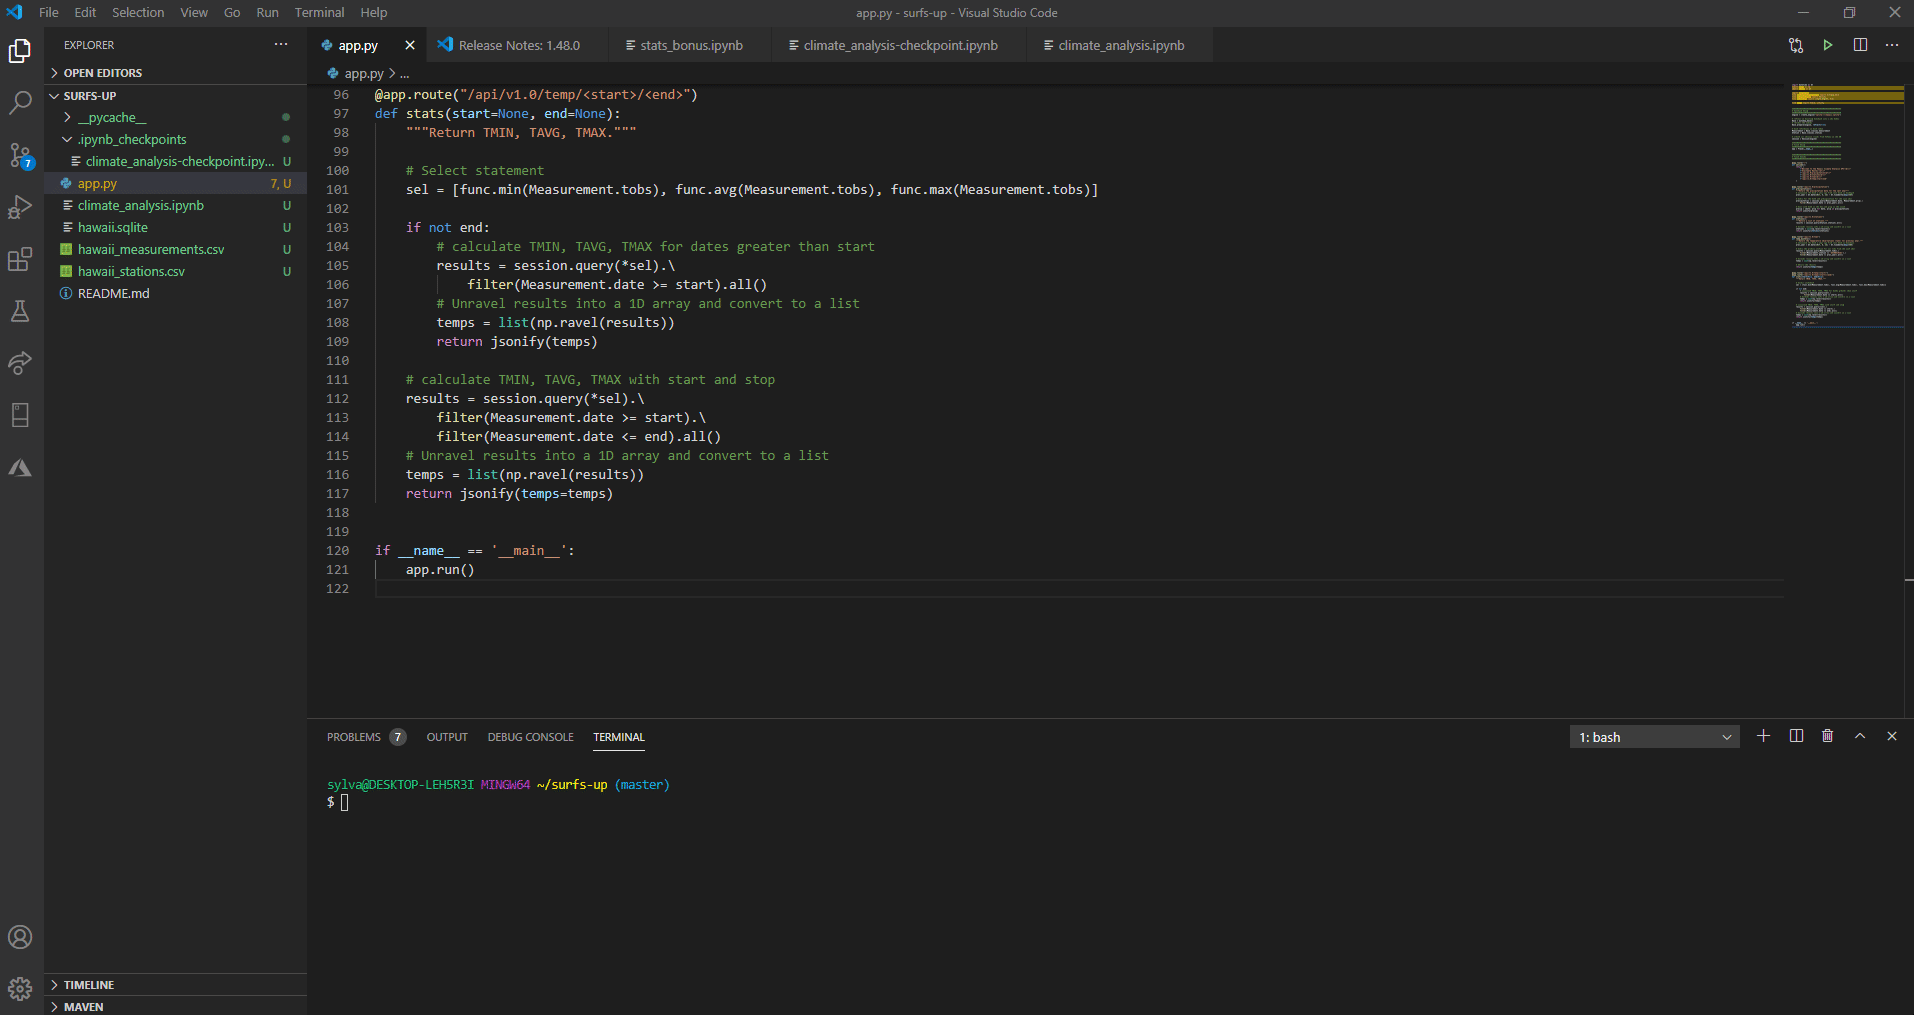 File Edit Selection View Go Run Terminal Help
app.py - surfs-up - Visual Studio Code
EXPLORER
OPEN EDITORS
SURFS-UP
__pycache__
.ipynb_checkpoints
climate_analysis-checkpoint.ipy... U
app.py 7, U
climate_analysis.ipynb U
hawaii.sqlite U
hawaii_measurements.csv U
hawaii_stations.csv U
README.md
TIMELINE
MAVEN
7
app.py
Release Notes: 1.48.0
stats_bonus.ipynb
climate_analysis-checkpoint.ipynb
climate_analysis.ipynb
app.py > ...
96 @app.route("/api/v1.0/temp/<start>/<end>")
97 def stats(start=None, end=None):
98 """Return TMIN, TAVG, TMAX."""
99
100 # Select statement
101 sel = [func.min(Measurement.tobs), func.avg(Measurement.tobs), func.max(Measurement.tobs)]
102
103 if not end:
104 # calculate TMIN, TAVG, TMAX for dates greater than start
105 results = session.query(*sel).\
106 filter(Measurement.date >= start).all()
107 # Unravel results into a 1D array and convert to a list
108 temps = list(np.ravel(results))
109 return jsonify(temps)
110
111 # calculate TMIN, TAVG, TMAX with start and stop
112 results = session.query(*sel).\
113 filter(Measurement.date >= start).\
114 filter(Measurement.date <= end).all()
115 # Unravel results into a 1D array and convert to a list
116 temps = list(np.ravel(results))
117 return jsonify(temps=temps)
118
119
120 if __name__ == '__main__':
121 app.run()
122
PROBLEMS 7 OUTPUT DEBUG CONSOLE TERMINAL
1: bash
sylva@DESKTOP-LEH5R3I MINGW64 ~/surfs-up (master)
$